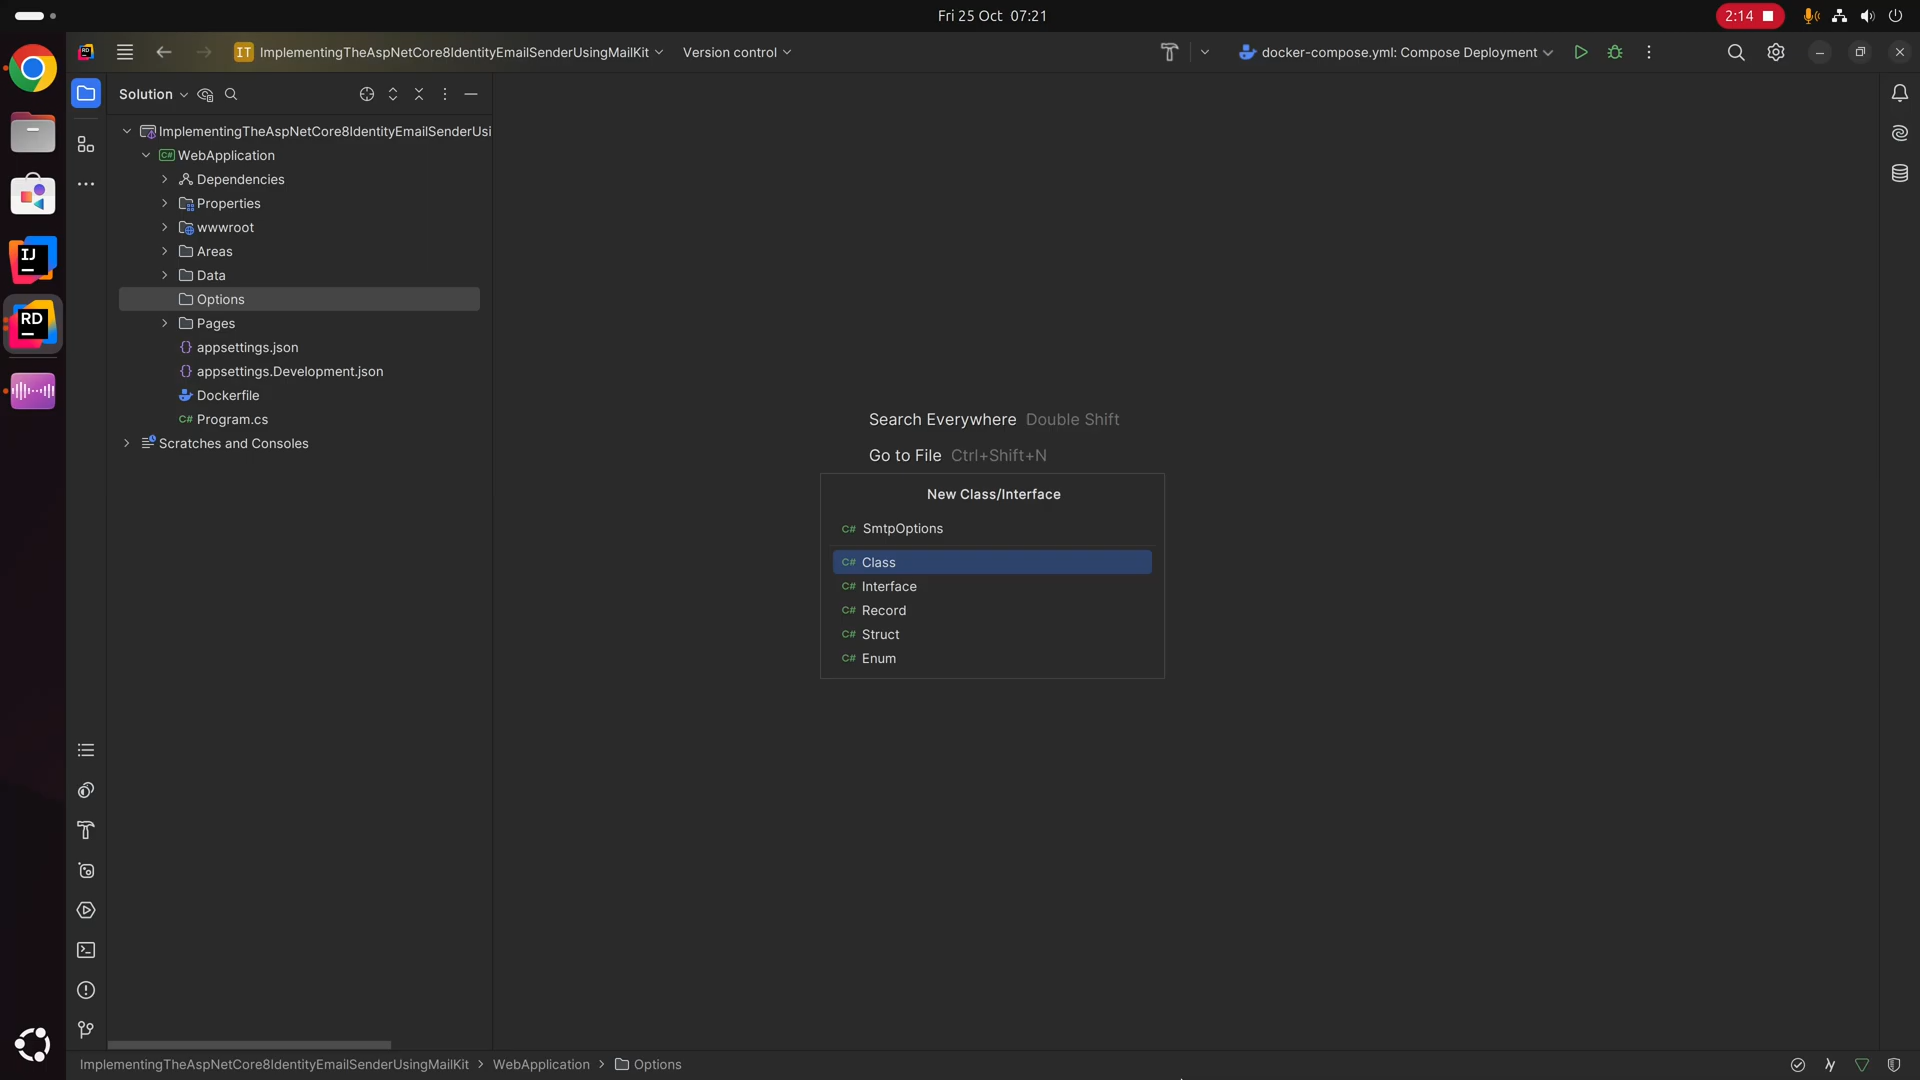 Fri 25 Oct 07:21
2:14
IT ImplementingTheAspNetCore8IdentityEmailSenderUsingMailKit
Version control
docker-compose.yml: Compose Deployment
Solution
ImplementingTheAspNetCore8IdentityEmailSenderUsi
C# WebApplication
Dependencies
Properties
wwwroot
Areas
Data
Options
Pages
{} appsettings.json
{} appsettings.Development.json
Dockerfile
C# Program.cs
Scratches and Consoles
IJ
RD
Search Everywhere Double Shift
Go to File Ctrl+Shift+N
New Class/Interface
C# SmtpOptions
C# Class
C# Interface
C# Record
C# Struct
C# Enum
ImplementingTheAspNetCore8IdentityEmailSenderUsingMailKit > WebApplication > Options